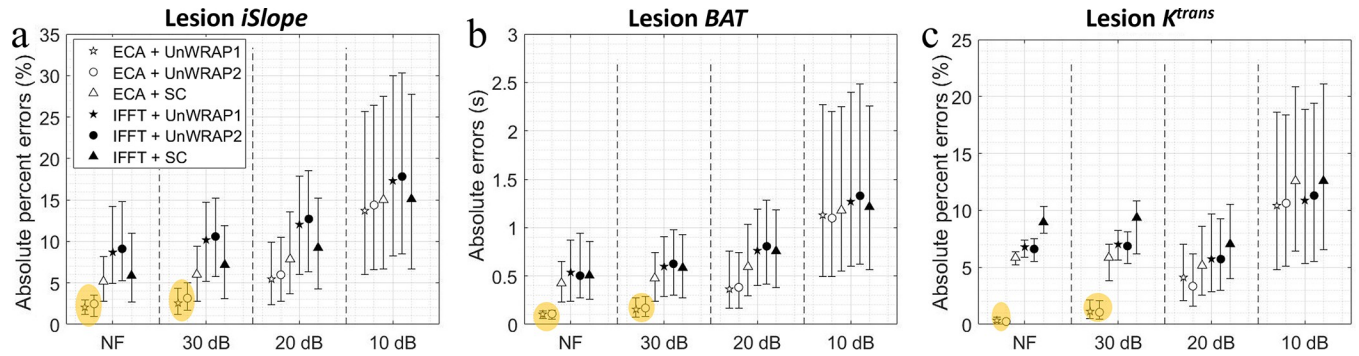 Lesion iSlope
a
Absolute percent errors (%)
35
30
25
20
15
10
5
0
ECA + UnWRAP1
ECA + UnWRAP2
ECA + SC
IFFT + UnWRAP1
IFFT + UnWRAP2
IFFT + SC
NF 30 dB 20 dB 10 dB
Lesion BAT
b
Absolute errors (s)
3
2.5
2
1.5
1
0.5
0
NF 30 dB 20 dB 10 dB
Lesion Ktrans
c
Absolute percent errors (%)
25
20
15
10
5
0
NF 30 dB 20 dB 10 dB